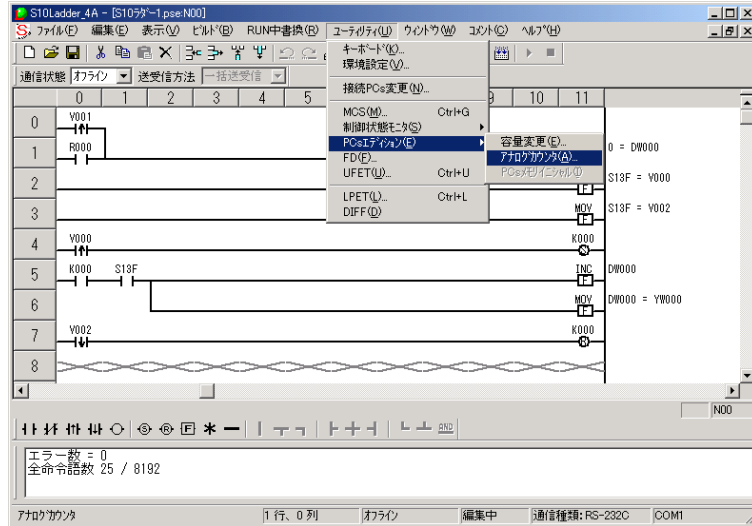 S10Ladder_4A - [S10ﾗﾀﾞｰ1.pse:N00]
ﾌｧｲﾙ(F) 編集(E) 表示(V) ﾋﾞﾙﾄﾞ(B) RUN中書換(R) ﾕｰﾃｨﾘﾃｨ(U) ｳｨﾝﾄﾞｳ(W) ｺﾒﾝﾄ(C) ﾍﾙﾌﾟ(H)
通信状態 ｵﾌﾗｲﾝ 送受信方法 一括送受信
ｷｰﾎﾞｰﾄﾞ(K)...
環境設定(V)...
接続PCs変更(N)...
MCS(M)... Ctrl+G
制御状態ﾓﾆﾀ(S)
PCsｴﾃﾞｨｼｮﾝ(E)
FD(F)...
UFET(U)... Ctrl+U
LPET(L)... Ctrl+L
DIFF(D)
容量変更(E)...
ｱﾅﾛｸﾞｶｳﾝﾀ(A)...
PCsﾒﾓﾘｲﾆｼｬﾙ(I)
0 1 2 3 4 5 9 10 11
0 Y001
1 R000 0 = DW000
2 F S13F = Y000
3 MOV F S13F = Y002
4 Y000 K000 S
5 K000 S13F INC F DW000
6 MOV F DW000 = YW000
7 Y002 K000 R
8
N00
S R F AND
エラー数 = 0
全命令語数 25 / 8192
ｱﾅﾛｸﾞｶｳﾝﾀ 1 行、0 列 ｵﾌﾗｲﾝ 編集中 通信種類: RS-232C COM1